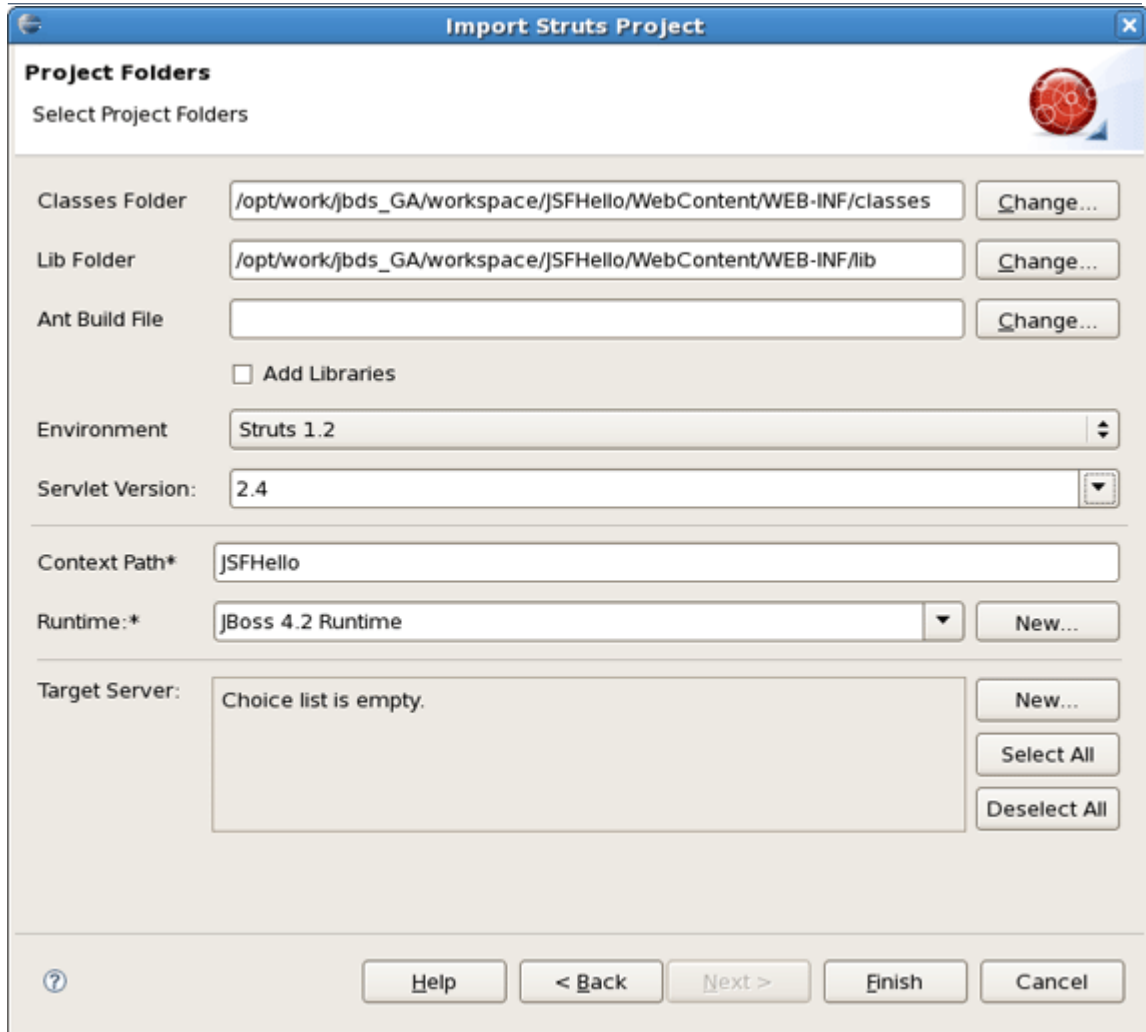 Import Struts Project
Project Folders
Select Project Folders
Classes Folder /opt/work/jbds_GA/workspace/JSFHello/WebContent/WEB-INF/classes Change...
Lib Folder /opt/work/jbds_GA/workspace/JSFHello/WebContent/WEB-INF/lib Change...
Ant Build File Change...
Add Libraries
Environment Struts 1.2
Servlet Version: 2.4
Context Path* JSFHello
Runtime:* JBoss 4.2 Runtime New...
Target Server: Choice list is empty. New...
Select All
Deselect All
? Help < Back Next > Finish Cancel